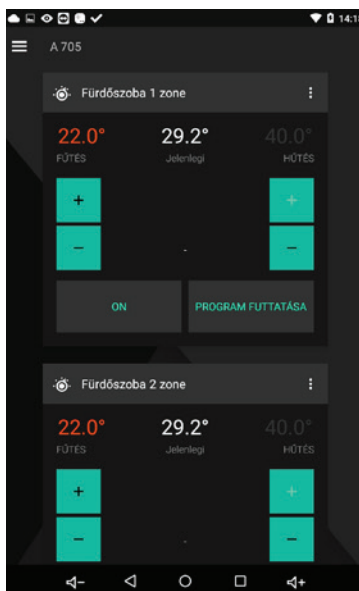 14:18
A 705
Fürdőszoba 1 zone
22.0° 29.2° 40.0°
FŰTÉS Jelenlegi HŰTÉS
+ +
− −
-
ON PROGRAM FUTTATÁSA
Fürdőszoba 2 zone
22.0° 29.2° 40.0°
FŰTÉS Jelenlegi HŰTÉS
+ +
− −
-